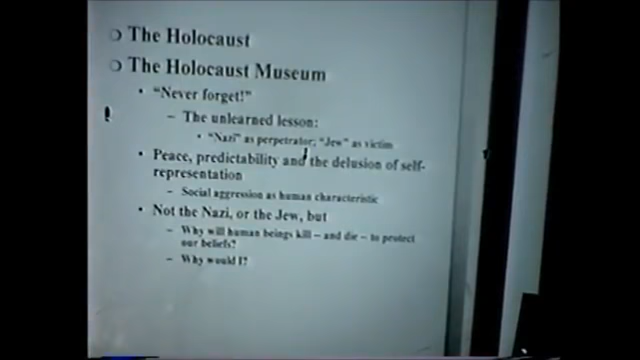 ❍ The Holocaust
❍ The Holocaust Museum
• "Never forget!"
– The unlearned lesson:
• "Nazi" as perpetrator; "Jew" as victim
• Peace, predictability and the delusion of self-
representation
– Social aggression as human characteristic
• Not the Nazi, or the Jew, but
– Why will human beings kill – and die – to protect
our beliefs?
– Why would I?